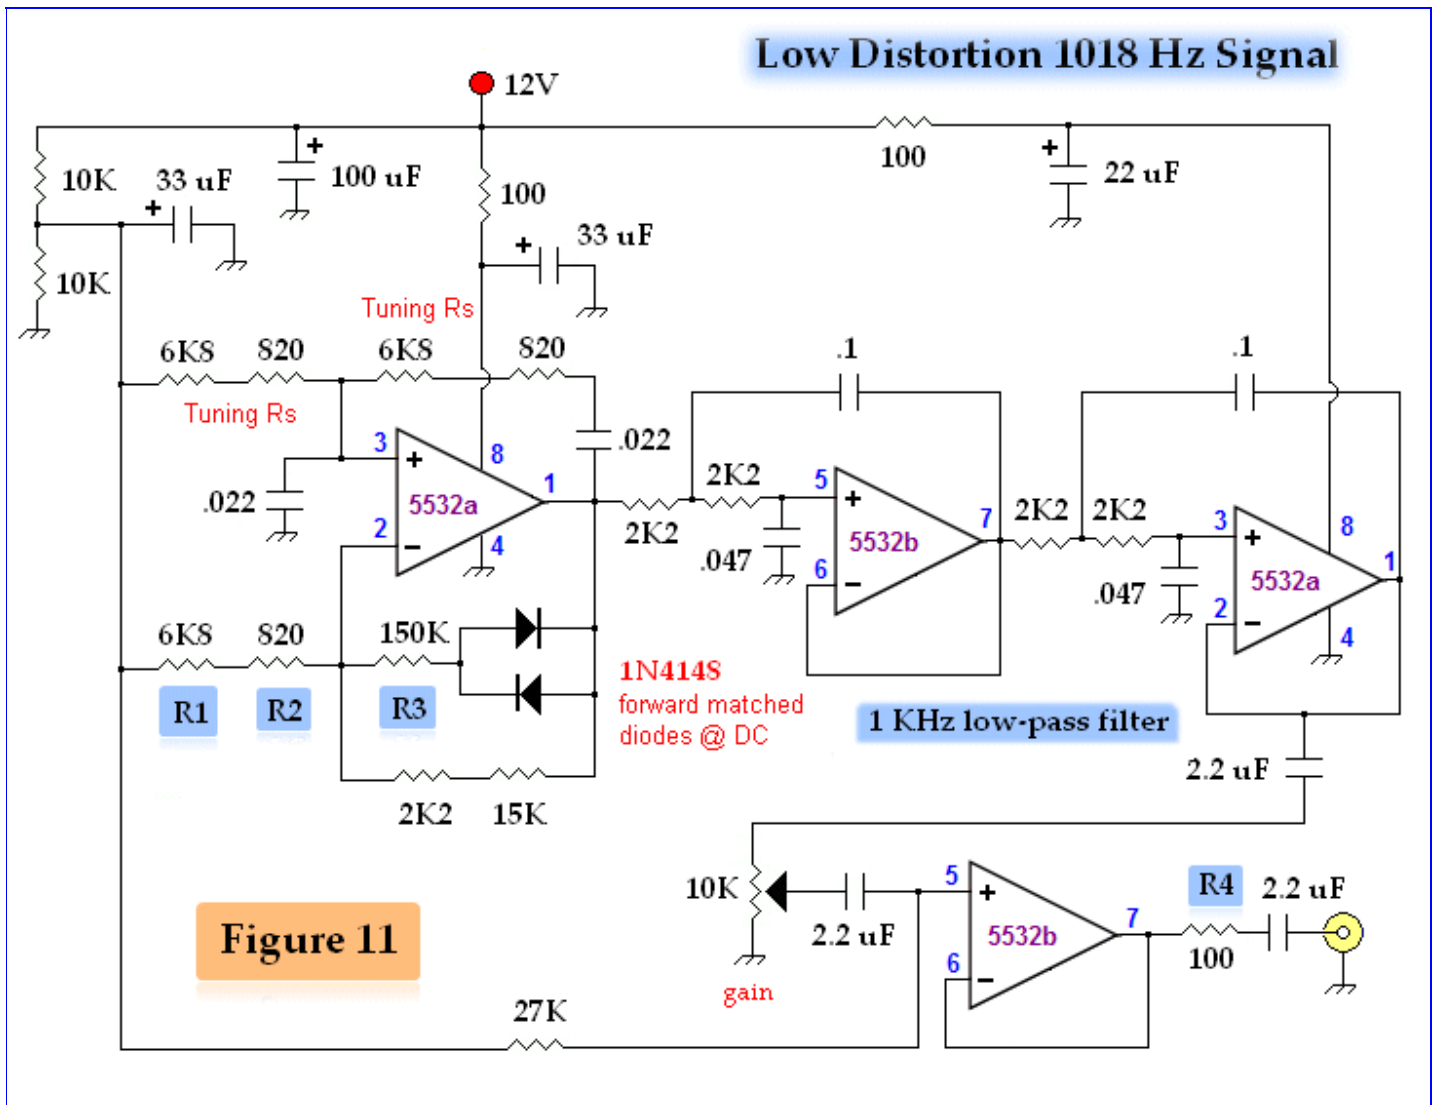 Low Distortion 1018 Hz Signal
12V
10K
33 uF
+
+
100 uF
100
100
+
22 uF
10K
+
33 uF
Tuning Rs
6K8
820
6K8
820
.1
.1
Tuning Rs
3
+
8
.022
5532a
1
.022
2
−
4
2K2
2K2
5
+
5532b
7
.047
6
−
2K2
2K2
3
+
8
5532a
1
.047
2
−
4
6K8
820
150K
R1
R2
R3
1N4148
forward matched
diodes @ DC
1 KHz low-pass filter
2K2
15K
2.2 uF
10K
2.2 uF
gain
5
+
5532b
7
6
−
R4
100
2.2 uF
27K
Figure 11